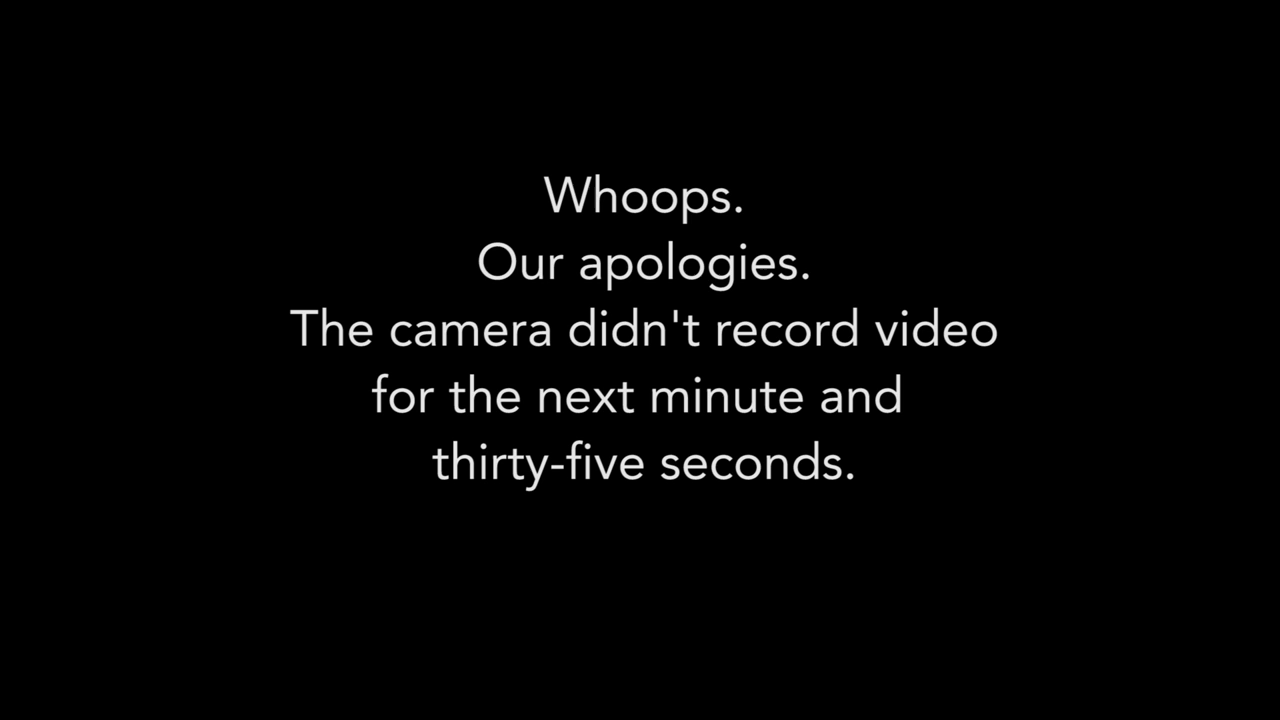 Whoops.
Our apologies.
The camera didn't record video
for the next minute and
thirty-five seconds.